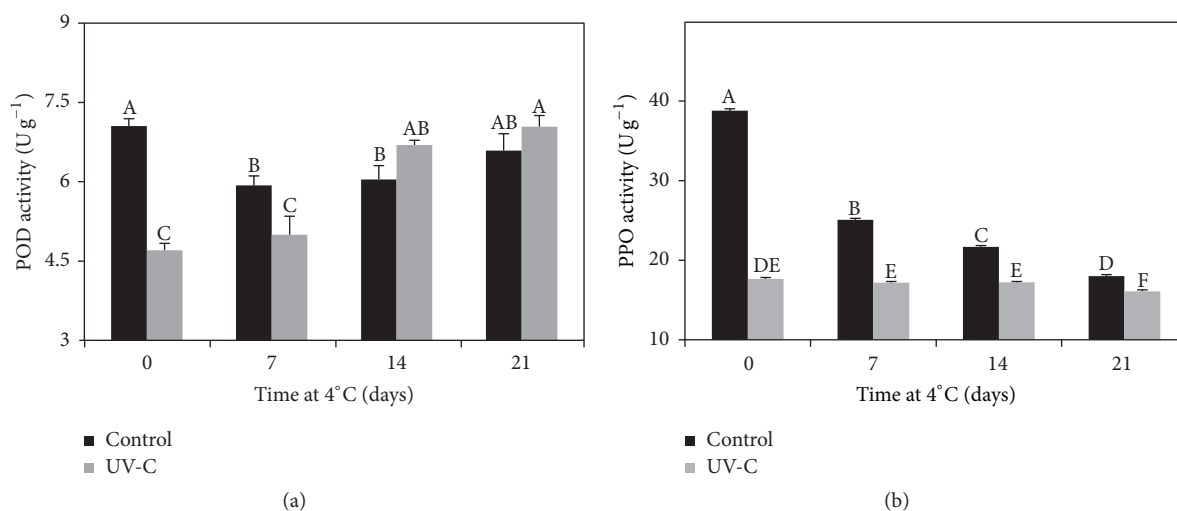 9
7.5
6
4.5
3
POD activity (U g⁻¹)
A
C
B
C
B
AB
AB
A
0 7 14 21
Time at 4°C (days)
Control
UV-C
(a)
40
30
20
10
PPO activity (U g⁻¹)
A
DE
B
E
C
E
D
F
0 7 14 21
Time at 4°C (days)
Control
UV-C
(b)